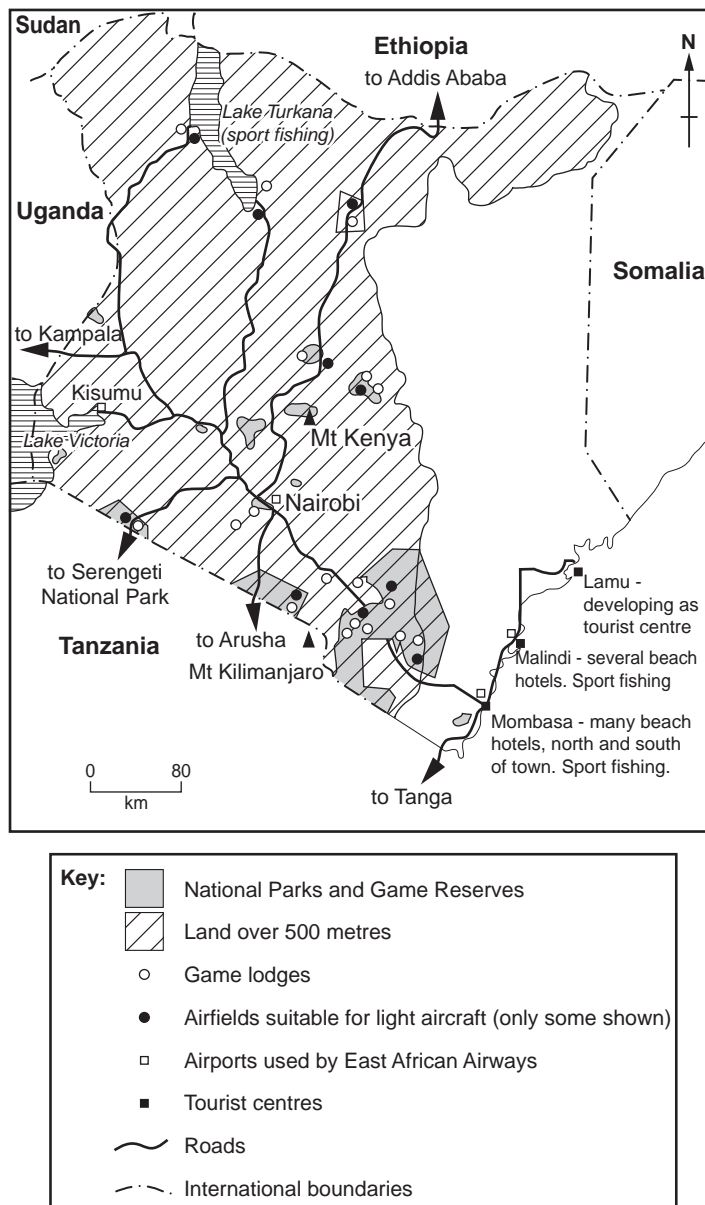 Sudan
Ethiopia
to Addis Ababa
N
Lake Turkana
(sport fishing)
Uganda
Somalia
to Kampala
Kisumu
Lake Victoria
Mt Kenya
Nairobi
to Serengeti
National Park
Lamu -
developing as
tourist centre
Tanzania
to Arusha
Mt Kilimanjaro
Malindi - several beach
hotels. Sport fishing
Mombasa - many beach
hotels, north and south
of town. Sport fishing.
0 80
km
to Tanga
Key:
National Parks and Game Reserves
Land over 500 metres
Game lodges
Airfields suitable for light aircraft (only some shown)
Airports used by East African Airways
Tourist centres
Roads
International boundaries